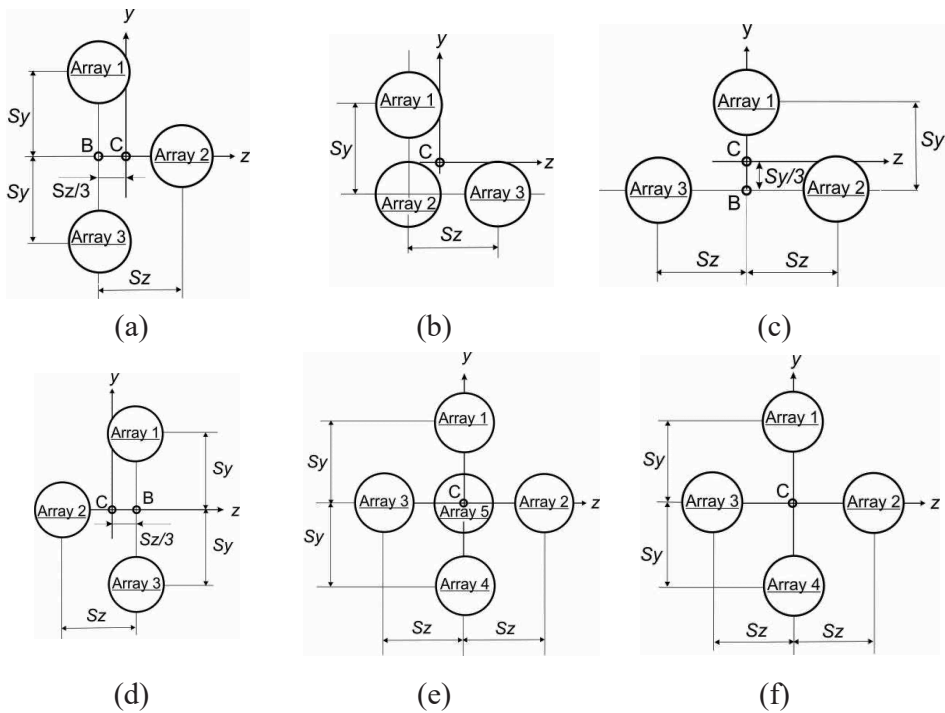 y
Array 1
Sy
B
C
Array 2
z
Sz/3
Sy
Array 3
Sz
(a)
y
Array 1
Sy
C
z
Array 2
Array 3
Sz
(b)
y
Array 1
Sy
C
z
Sy/3
Array 3
Array 2
B
Sz
Sz
(c)
y
Array 1
Sy
Array 2
C
B
z
Sz/3
Sy
Array 3
Sz
(d)
y
Array 1
Sy
Array 3
C
Array 5
Array 2
z
Sy
Array 4
Sz
Sz
(e)
y
Array 1
Sy
Array 3
C
Array 2
z
Sy
Array 4
Sz
Sz
(f)